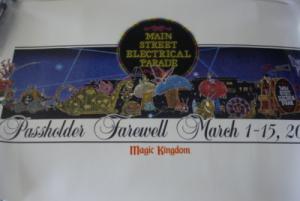 MAIN
STREET
ELECTRICAL
PARADE
Passholder Farewell March 1-15, 20
Magic Kingdom